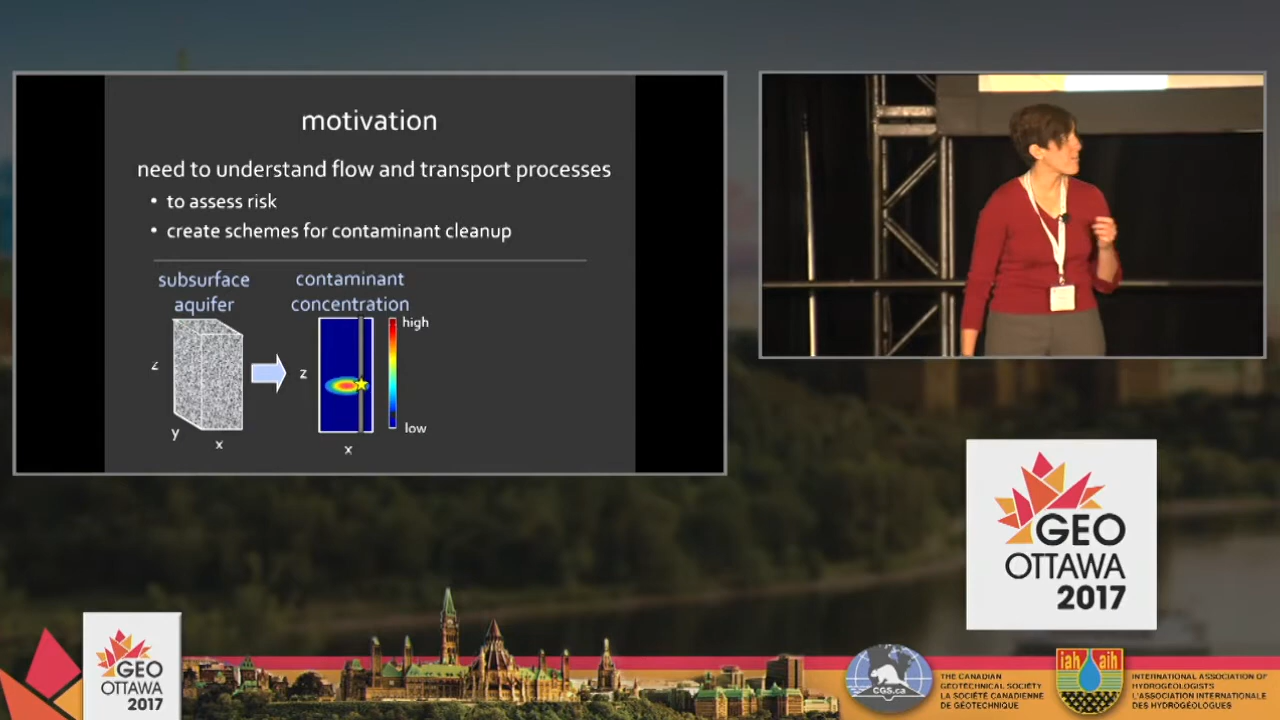 motivation
need to understand flow and transport processes
• to assess risk
• create schemes for contaminant cleanup
subsurface
aquifer
contaminant
concentration
high
z
z
low
y
x
x
GEO
OTTAWA
2017
GEO
OTTAWA
2017
CGS.ca
THE CANADIAN
GEOTECHNICAL SOCIETY
LA SOCIÉTÉ CANADIENNE
DE GÉOTECHNIQUE
iah aih
INTERNATIONAL ASSOCIATION OF
HYDROGEOLOGISTS
L'ASSOCIATION INTERNATIONALE
DES HYDROGÉOLOGUES